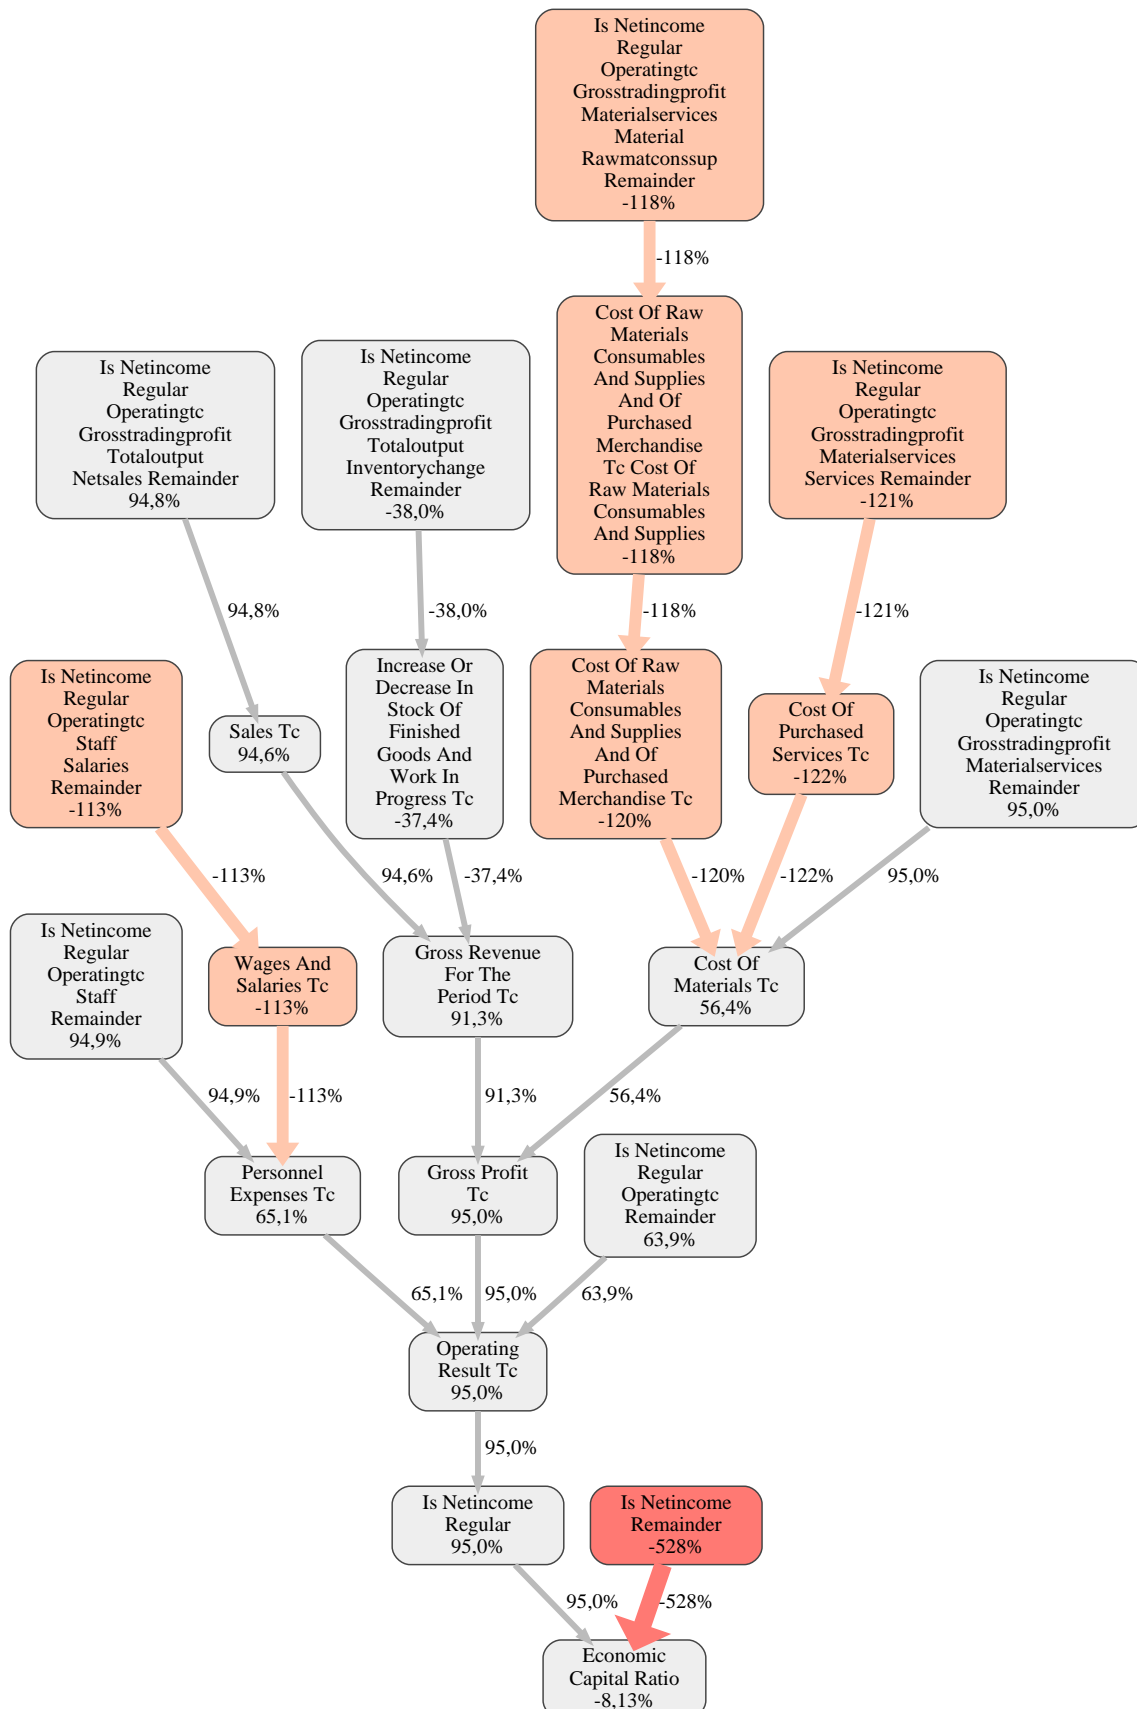 Is Netincome
Regular
Operatingtc
Grosstradingprofit
Materialservices
Material
Rawmatconssup
Remainder
-118%
-118%
Cost Of Raw
Materials
Consumables
And Supplies
And Of
Purchased
Merchandise
Tc Cost Of
Raw Materials
Consumables
And Supplies
-118%
Is Netincome
Regular
Operatingtc
Grosstradingprofit
Totaloutput
Netsales Remainder
94,8%
Is Netincome
Regular
Operatingtc
Grosstradingprofit
Totaloutput
Inventorychange
Remainder
-38,0%
Is Netincome
Regular
Operatingtc
Grosstradingprofit
Materialservices
Services Remainder
-121%
94,8%
-38,0%
-118%
-121%
Is Netincome
Regular
Operatingtc
Staff
Salaries
Remainder
-113%
Sales Tc
94,6%
Increase Or
Decrease In
Stock Of
Finished
Goods And
Work In
Progress Tc
-37,4%
Cost Of Raw
Materials
Consumables
And Supplies
And Of
Purchased
Merchandise Tc
-120%
Cost Of
Purchased
Services Tc
-122%
Is Netincome
Regular
Operatingtc
Grosstradingprofit
Materialservices
Remainder
95,0%
-113%
94,6%
-37,4%
-120%
-122%
95,0%
Is Netincome
Regular
Operatingtc
Staff
Remainder
94,9%
Wages And
Salaries Tc
-113%
Gross Revenue
For The
Period Tc
91,3%
Cost Of
Materials Tc
56,4%
94,9%
-113%
91,3%
56,4%
Personnel
Expenses Tc
65,1%
Gross Profit
Tc
95,0%
Is Netincome
Regular
Operatingtc
Remainder
63,9%
65,1%
95,0%
63,9%
Operating
Result Tc
95,0%
95,0%
Is Netincome
Regular
95,0%
Is Netincome
Remainder
-528%
95,0%
-528%
Economic
Capital Ratio
-8,13%